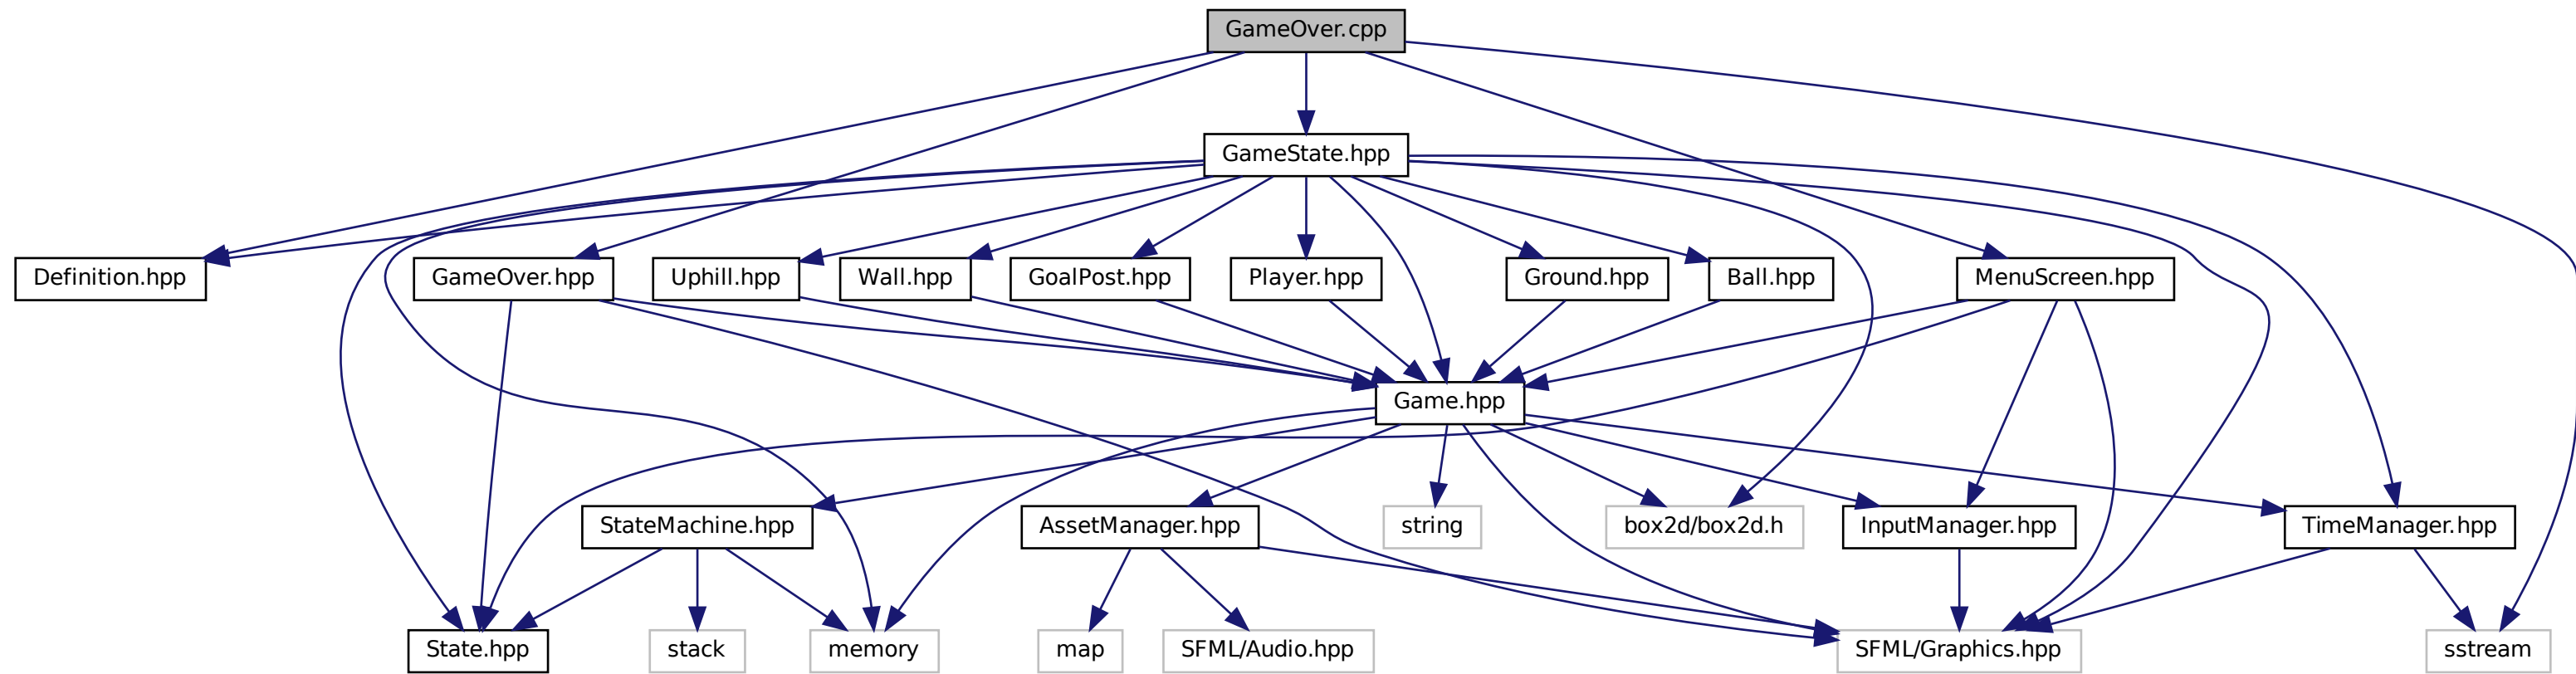 GameOver.cpp
GameState.hpp
Definition.hpp
GameOver.hpp
Uphill.hpp
Wall.hpp
GoalPost.hpp
Player.hpp
Ground.hpp
Ball.hpp
MenuScreen.hpp
Game.hpp
StateMachine.hpp
AssetManager.hpp
string
box2d/box2d.h
InputManager.hpp
TimeManager.hpp
State.hpp
stack
memory
map
SFML/Audio.hpp
SFML/Graphics.hpp
sstream